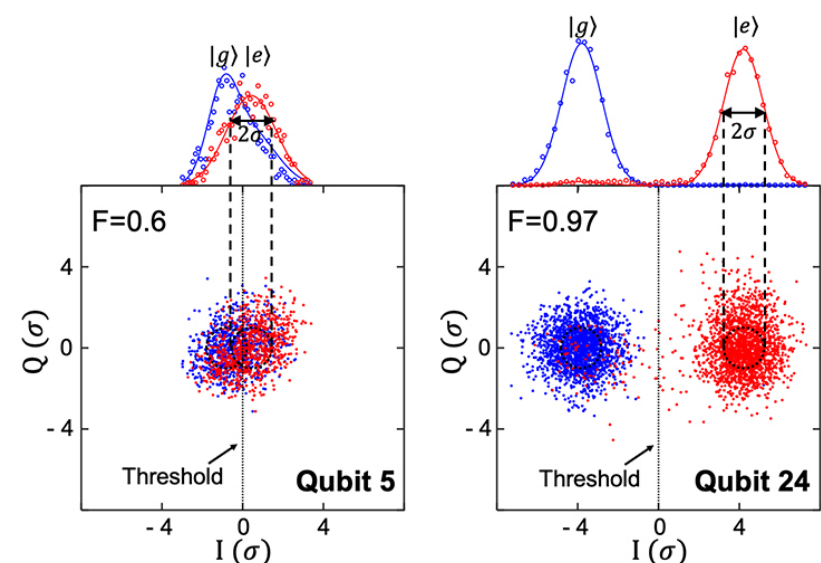 |g⟩ |e⟩
2σ
F=0.6
4
0
- 4
Q (σ)
Threshold
Qubit 5
- 4 0 4
I (σ)
|g⟩ |e⟩
2σ
F=0.97
4
0
- 4
Q (σ)
Threshold
Qubit 24
- 4 0 4
I (σ)